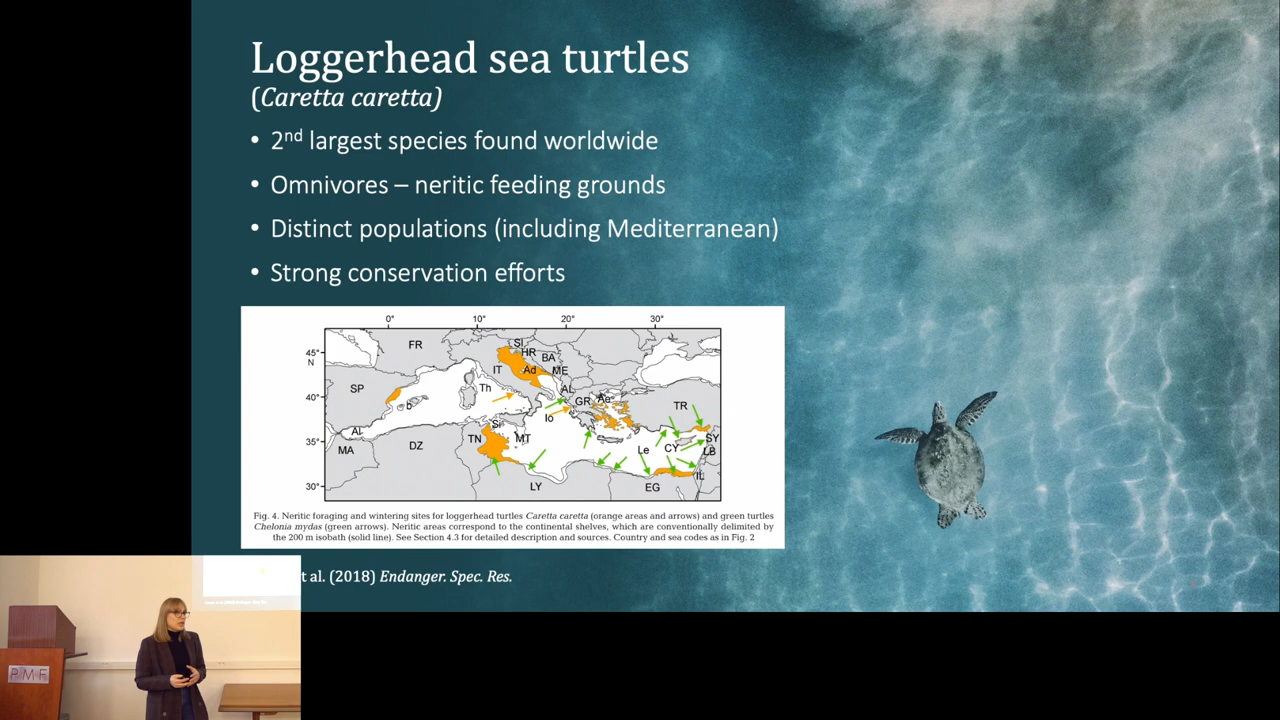 Loggerhead sea turtles
(Caretta caretta)
• 2nd largest species found worldwide
• Omnivores – neritic feeding grounds
• Distinct populations (including Mediterranean)
• Strong conservation efforts
0° 10° 20° 30°
45° N
40°
35°
30°
FR SI HR BA
IT Ad ME
SP Th AL
b GR Ae TR
Io
Al Si
MA DZ TN MT Le CY SY
LB
LY EG IL
Fig. 4. Neritic foraging and wintering sites for loggerhead turtles Caretta caretta (orange areas and arrows) and green turtles
Chelonia mydas (green arrows). Neritic areas correspond to the continental shelves, which are conventionally delimited by
the 200 m isobath (solid line). See Section 4.3 for detailed description and sources. Country and sea codes as in Fig. 2
t al. (2018) Endanger. Spec. Res.
PMF